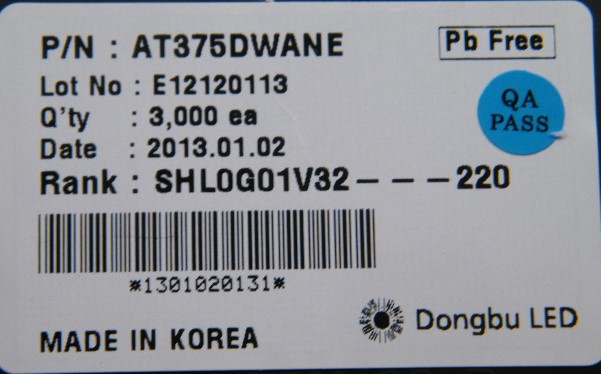 P/N : AT375DWANE
Pb Free
Lot No : E12120113
Q'ty : 3,000 ea
QA
PASS
Date : 2013.01.02
Rank : SHL0G01V32---220
*1301020131*
MADE IN KOREA
Dongbu LED